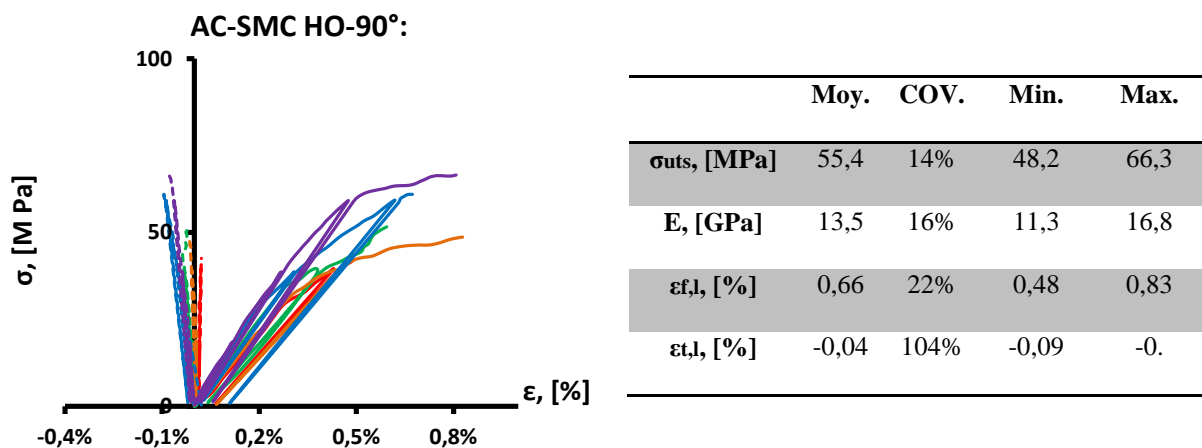 AC-SMC HO-90°:
100
50
0
σ, [M Pa]
ε, [%]
-0,4% -0,1% 0,2% 0,5% 0,8%
Moy. COV. Min. Max.
σuts, [MPa] 55,4 14% 48,2 66,3
E, [GPa] 13,5 16% 11,3 16,8
εf,l, [%] 0,66 22% 0,48 0,83
εt,l, [%] -0,04 104% -0,09 -0.